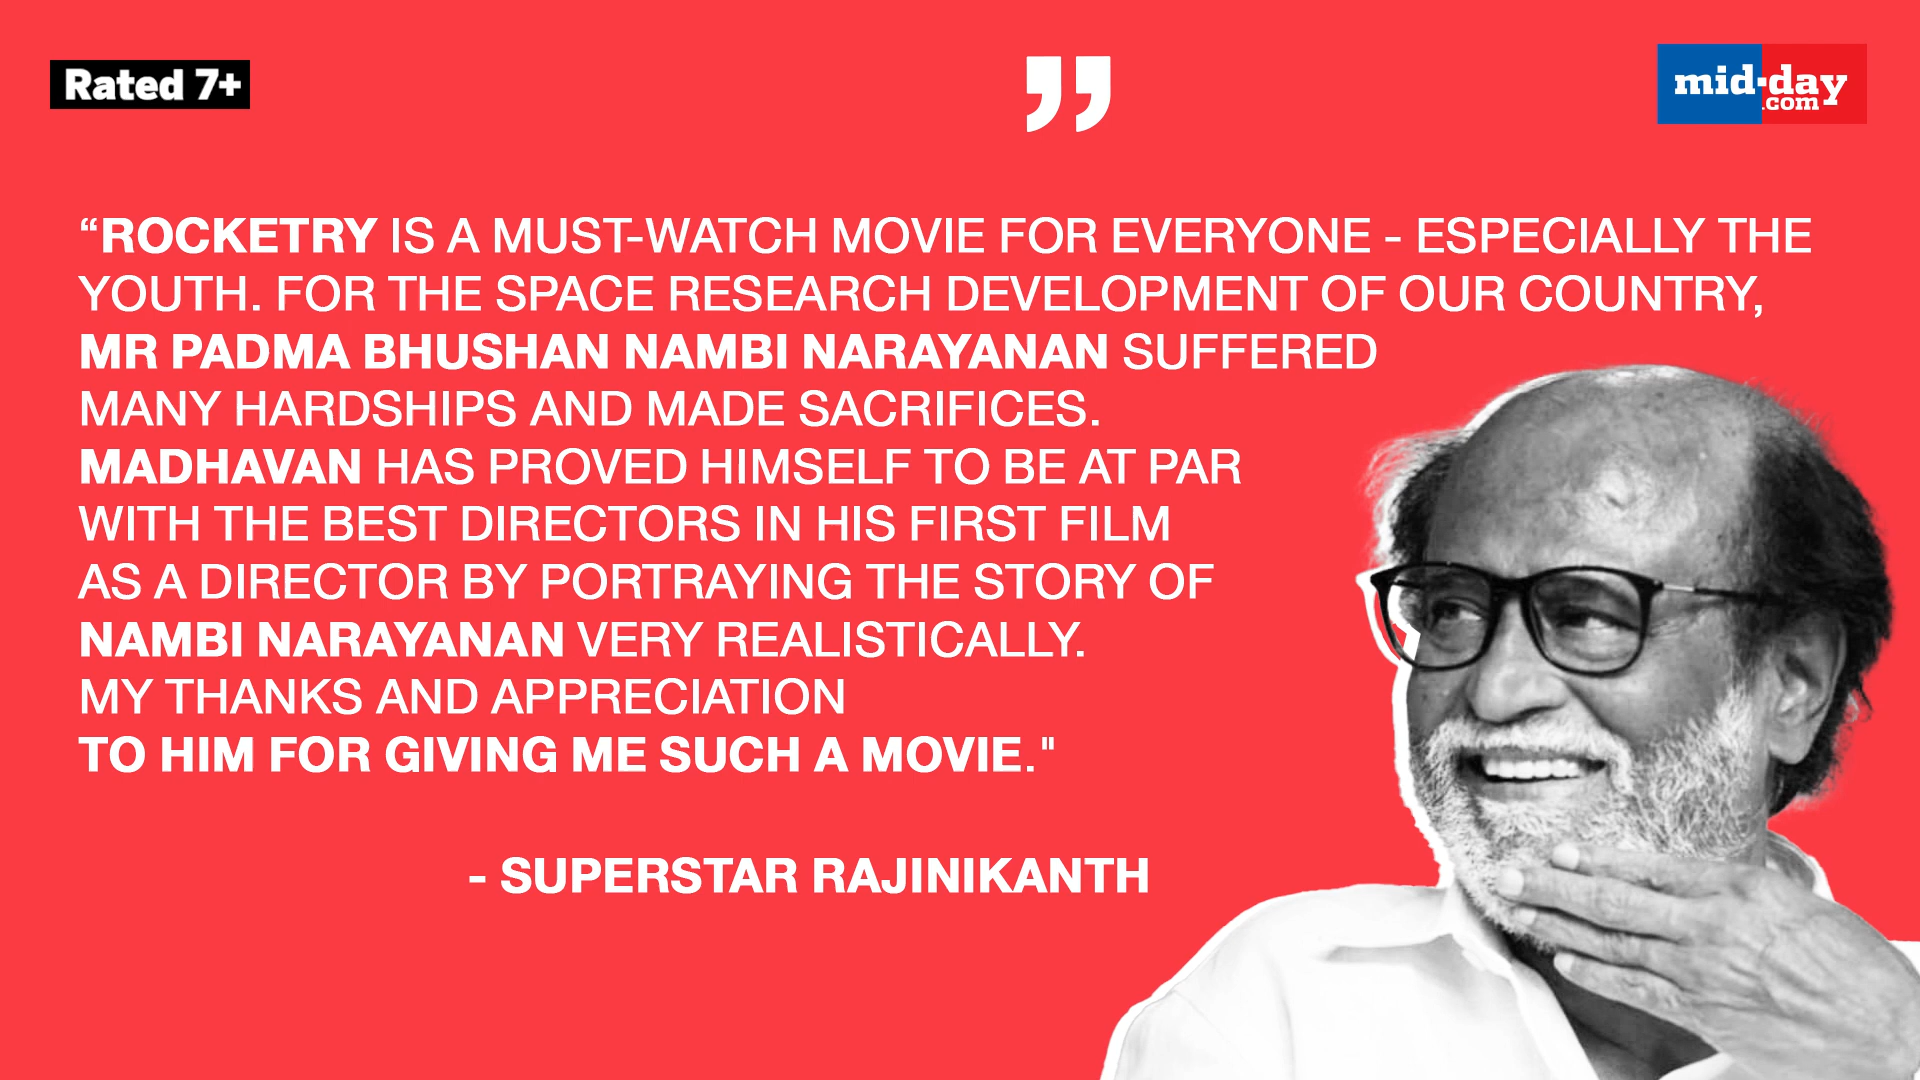 Rated 7+
”
mid-day
.com
“ROCKETRY IS A MUST-WATCH MOVIE FOR EVERYONE - ESPECIALLY THE
YOUTH. FOR THE SPACE RESEARCH DEVELOPMENT OF OUR COUNTRY,
MR PADMA BHUSHAN NAMBI NARAYANAN SUFFERED
MANY HARDSHIPS AND MADE SACRIFICES.
MADHAVAN HAS PROVED HIMSELF TO BE AT PAR
WITH THE BEST DIRECTORS IN HIS FIRST FILM
AS A DIRECTOR BY PORTRAYING THE STORY OF
NAMBI NARAYANAN VERY REALISTICALLY.
MY THANKS AND APPRECIATION
TO HIM FOR GIVING ME SUCH A MOVIE."
- SUPERSTAR RAJINIKANTH